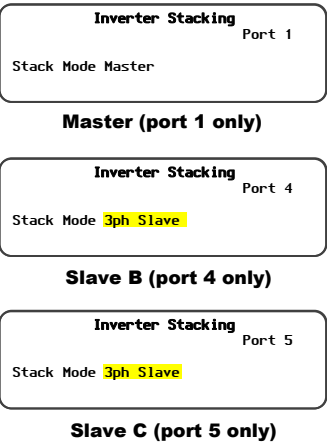 Inverter Stacking
Port 1
Stack Mode Master
Master (port 1 only)
Inverter Stacking
Port 4
Stack Mode 3ph Slave
Slave B (port 4 only)
Inverter Stacking
Port 5
Stack Mode 3ph Slave
Slave C (port 5 only)